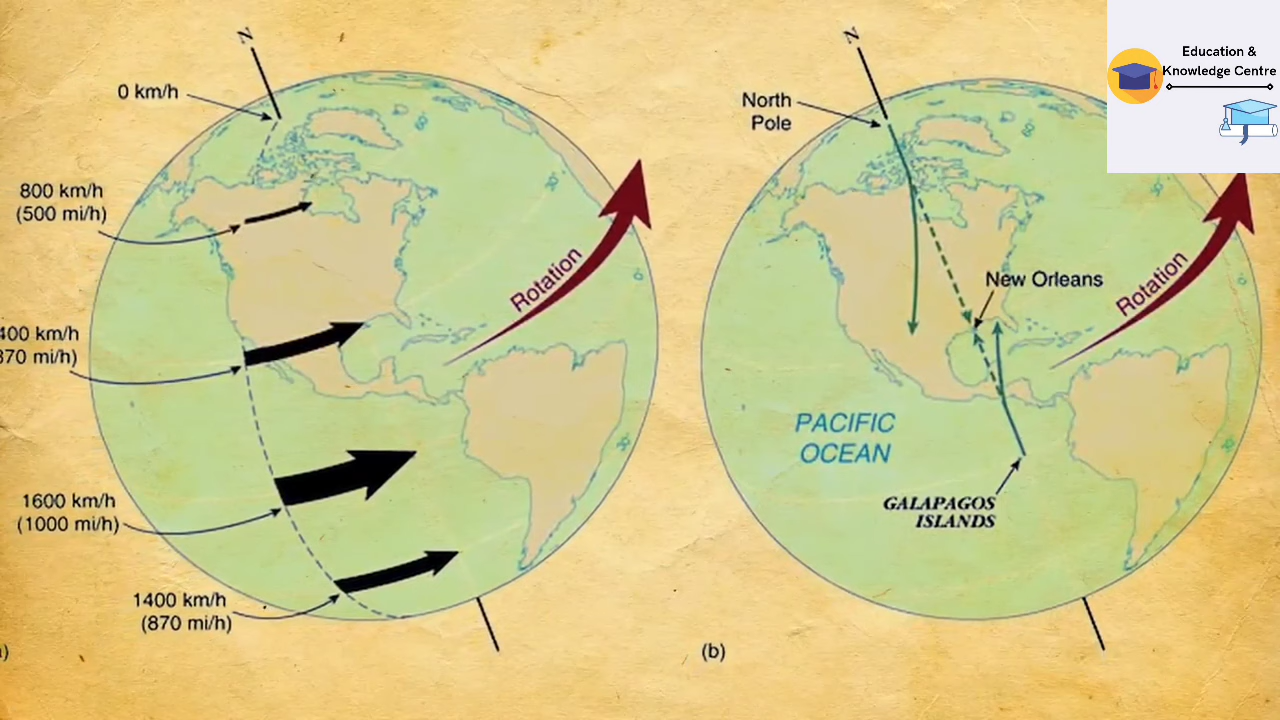 N
0 km/h
800 km/h
(500 mi/h)
400 km/h
370 mi/h)
1600 km/h
(1000 mi/h)
1400 km/h
(870 mi/h)
)
Rotation
N
North
Pole
New Orleans
Rotation
PACIFIC
OCEAN
GALAPAGOS
ISLANDS
(b)
Education &
Knowledge Centre